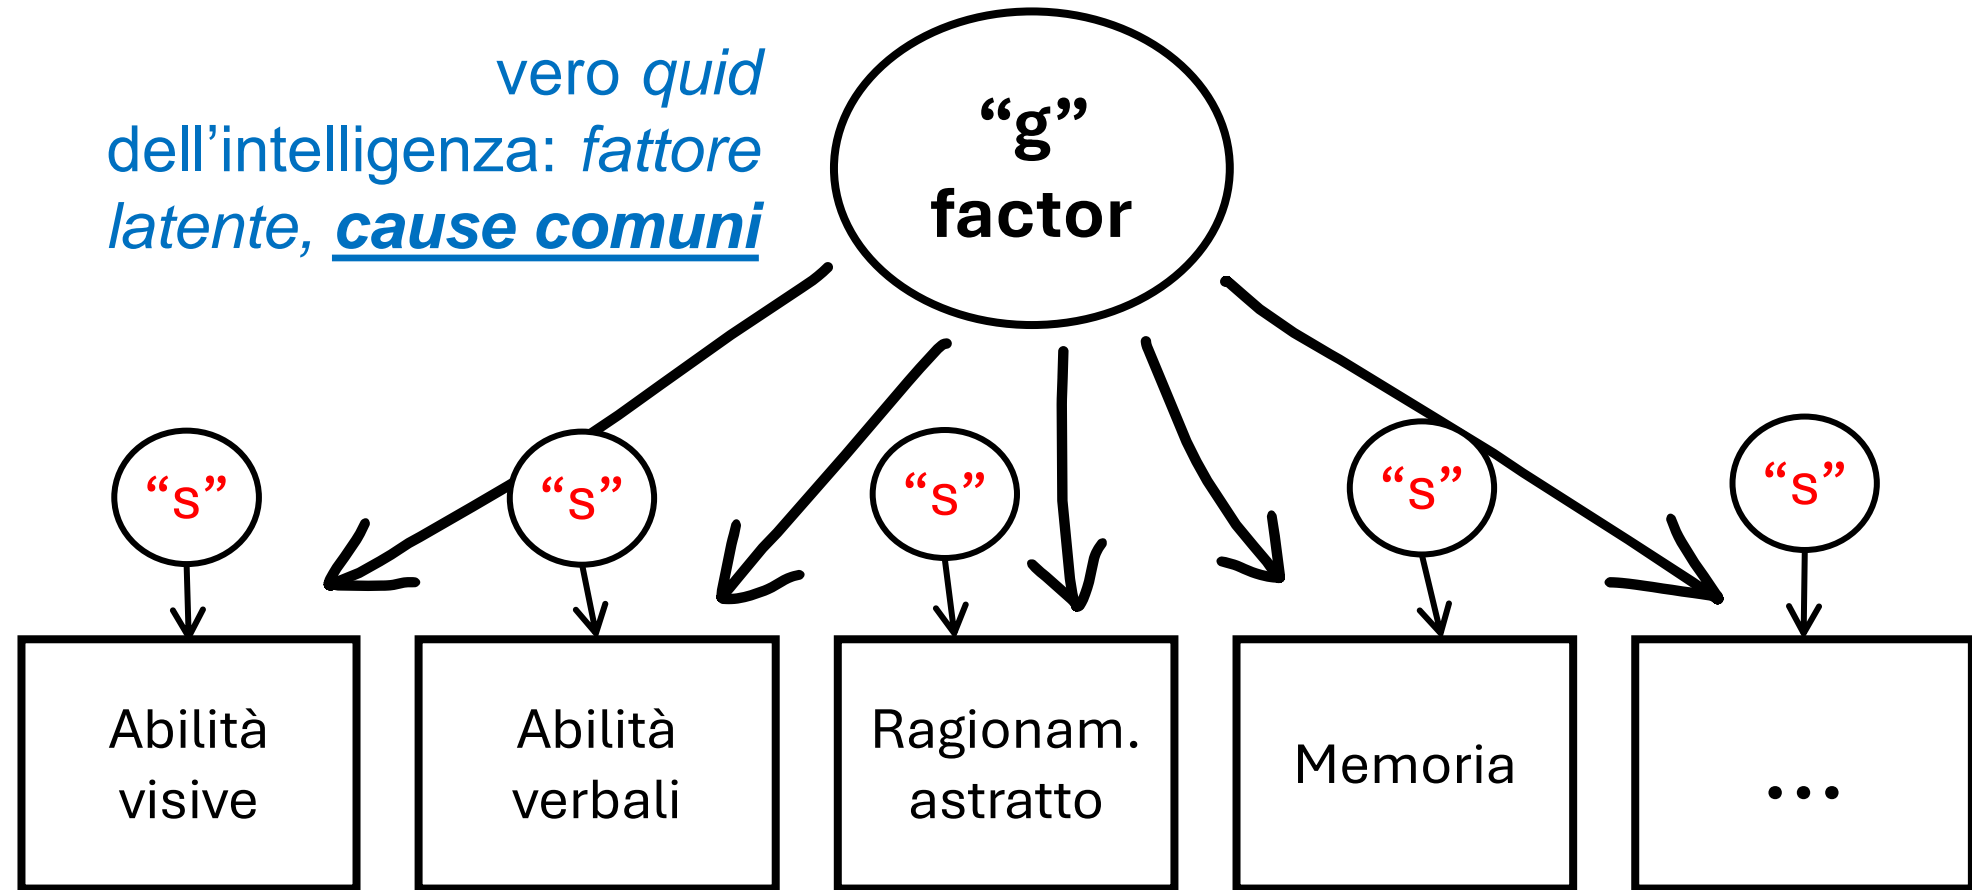 vero quid
dell’intelligenza: fattore
latente, cause comuni
“g”
factor
“s”
“s”
“s”
“s”
“s”
Abilità
visive
Abilità
verbali
Ragionam.
astratto
Memoria
...